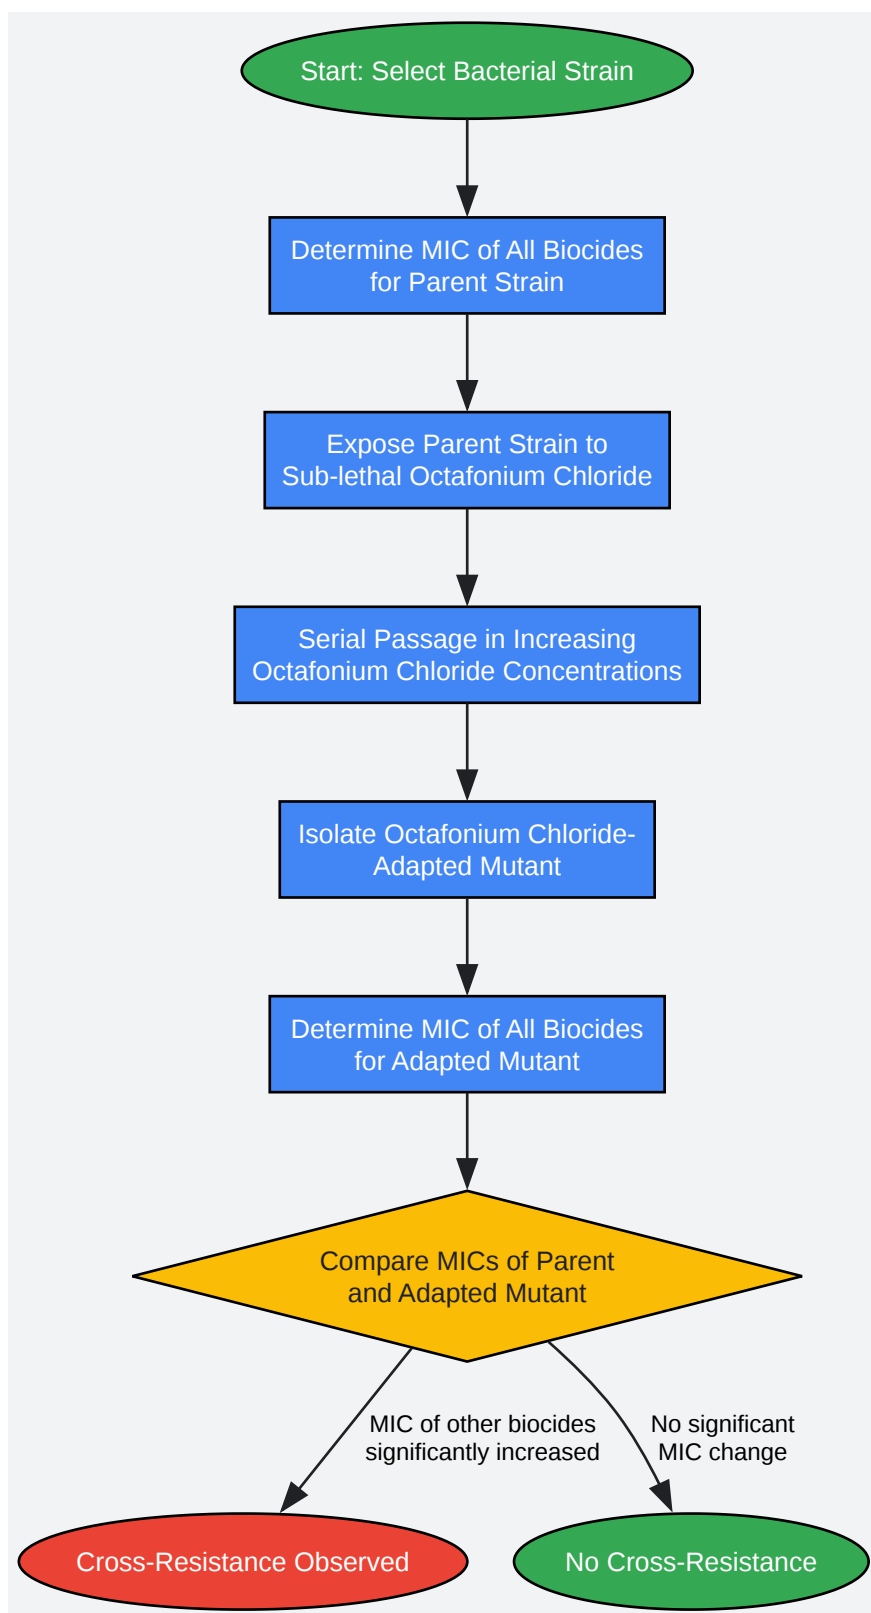 Start: Select Bacterial Strain
Determine MIC of All Biocides
for Parent Strain
Expose Parent Strain to
Sub-lethal Octafonium Chloride
Serial Passage in Increasing
Octafonium Chloride Concentrations
Isolate Octafonium Chloride-
Adapted Mutant
Determine MIC of All Biocides
for Adapted Mutant
Compare MICs of Parent
and Adapted Mutant
MIC of other biocides
significantly increased
No significant
MIC change
Cross-Resistance Observed
No Cross-Resistance